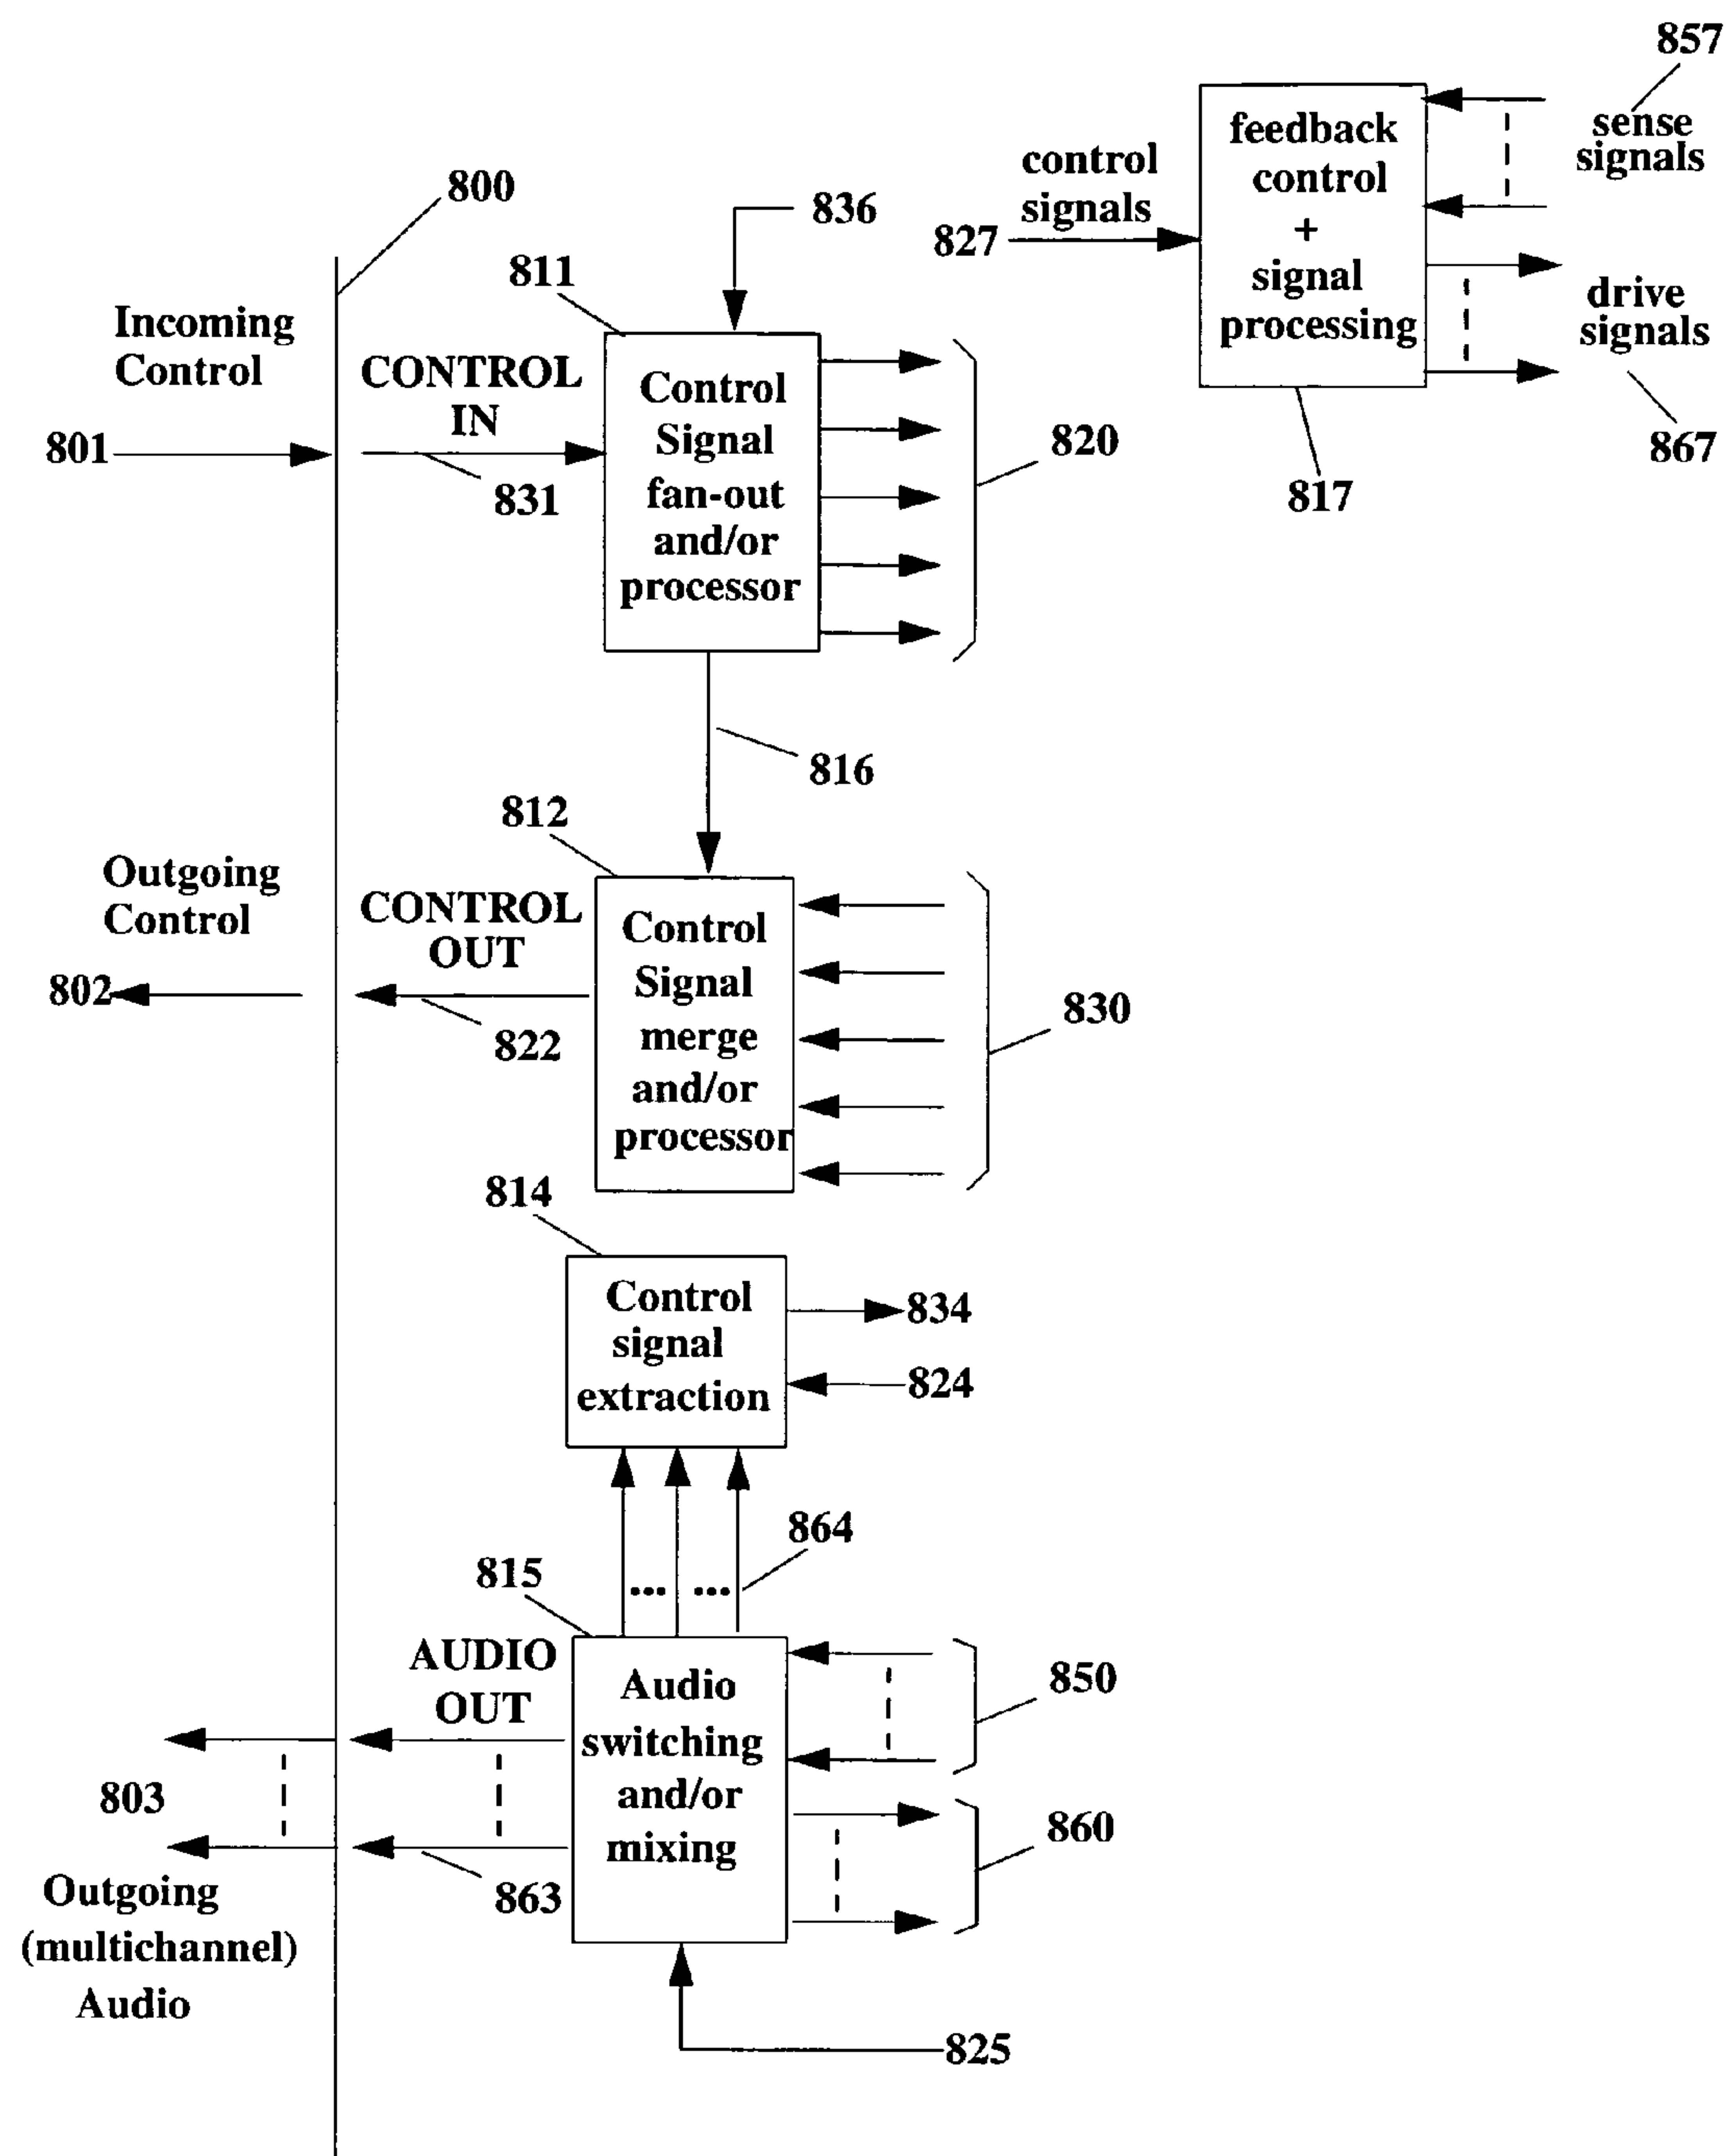 857
sense
signals
feedback
control
+
signal
processing
control
signals
827
drive
signals
867
817
800
836
811
Incoming
Control
801
CONTROL
IN
831
Control
Signal
fan-out
and/or
processor
820
816
812
Outgoing
Control
802
CONTROL
OUT
822
Control
Signal
merge
and/or
processor
830
814
Control
signal
extraction
834
824
864
815
AUDIO
OUT
Audio
switching
and/or
mixing
850
860
803
863
Outgoing
(multichannel)
Audio
825